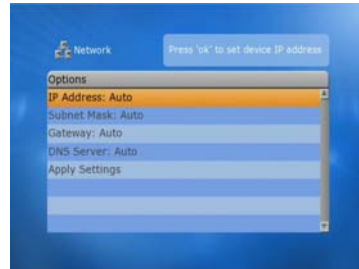 Network
Press 'ok' to set device IP address
Options
IP Address: Auto
Subnet Mask: Auto
Gateway: Auto
DNS Server: Auto
Apply Settings